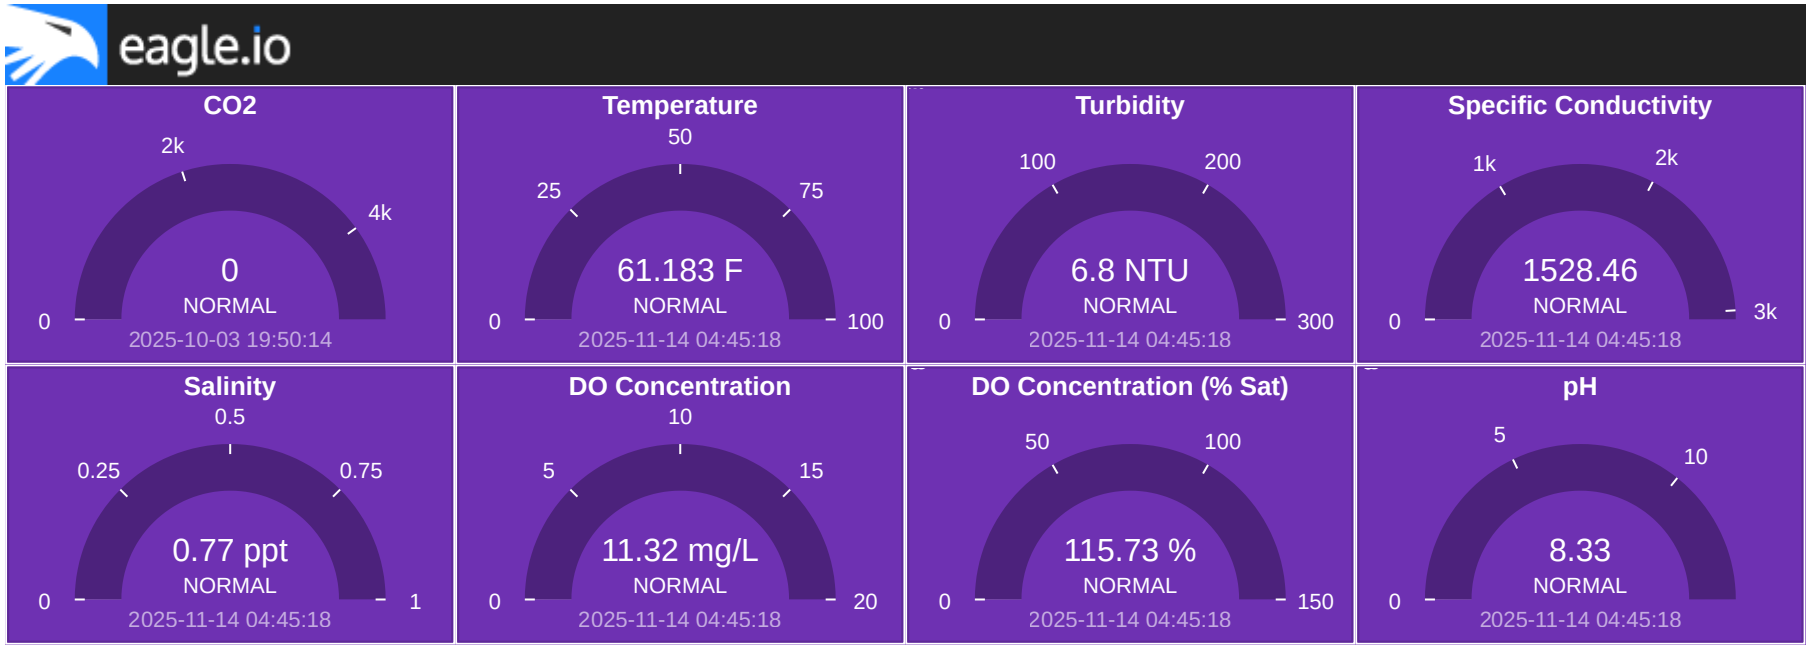 eagle.io
CO2
2k
4k
0
0
NORMAL
2025-10-03 19:50:14
Temperature
50
25
75
61.183 F
NORMAL
0
100
2025-11-14 04:45:18
Turbidity
100
200
6.8 NTU
NORMAL
0
300
2025-11-14 04:45:18
Specific Conductivity
1k
2k
1528.46
NORMAL
0
3k
2025-11-14 04:45:18
Salinity
0.5
0.25
0.75
0.77 ppt
NORMAL
0
1
2025-11-14 04:45:18
DO Concentration
10
5
15
11.32 mg/L
NORMAL
0
20
2025-11-14 04:45:18
DO Concentration (% Sat)
50
100
115.73 %
NORMAL
0
150
2025-11-14 04:45:18
pH
5
10
8.33
NORMAL
0
2025-11-14 04:45:18